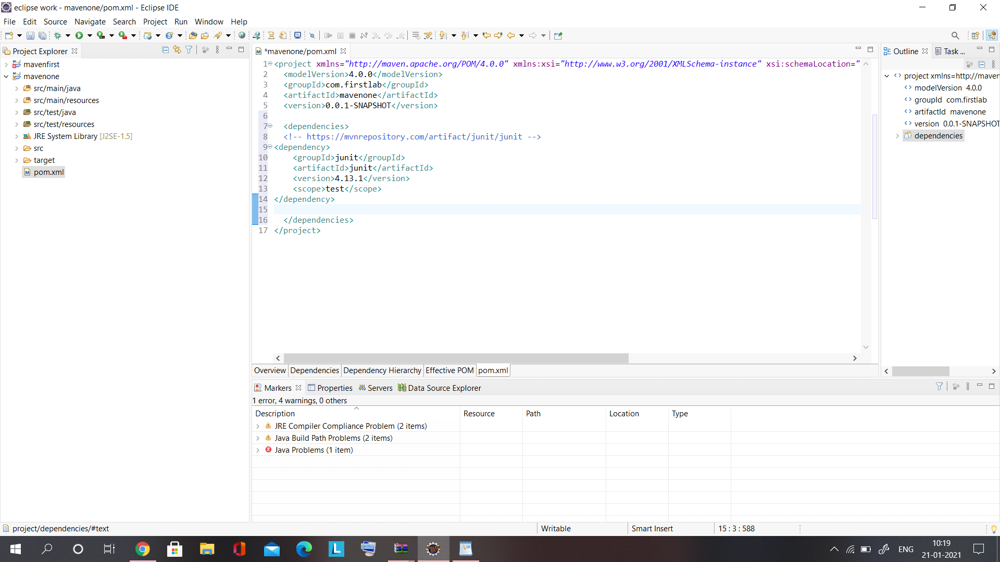 eclipse work - mavenone/pom.xml - Eclipse IDE
File Edit Source Navigate Search Project Run Window Help
Project Explorer
mavenfirst
mavenone
src/main/java
src/main/resources
src/test/java
src/test/resources
JRE System Library [J2SE-1.5]
src
target
pom.xml
*mavenone/pom.xml
1 <project xmlns="http://maven.apache.org/POM/4.0.0" xmlns:xsi="http://www.w3.org/2001/XMLSchema-instance" xsi:schemaLocation="
2 <modelVersion>4.0.0</modelVersion>
3 <groupId>com.firstlab</groupId>
4 <artifactId>mavenone</artifactId>
5 <version>0.0.1-SNAPSHOT</version>
6
7 <dependencies>
8 <!-- https://mvnrepository.com/artifact/junit/junit -->
9 <dependency>
10 <groupId>junit</groupId>
11 <artifactId>junit</artifactId>
12 <version>4.13.1</version>
13 <scope>test</scope>
14 </dependency>
15
16 </dependencies>
17 </project>
Overview Dependencies Dependency Hierarchy Effective POM pom.xml
Outline Task ...
project xmlns=http://maven
modelVersion 4.0.0
groupId com.firstlab
artifactId mavenone
version 0.0.1-SNAPSHOT
dependencies
Markers Properties Servers Data Source Explorer
1 error, 4 warnings, 0 others
Description Resource Path Location Type
JRE Compiler Compliance Problem (2 items)
Java Build Path Problems (2 items)
Java Problems (1 item)
project/dependencies/#text Writable Smart Insert 15 : 3 : 588
ENG
10:19
21-01-2021